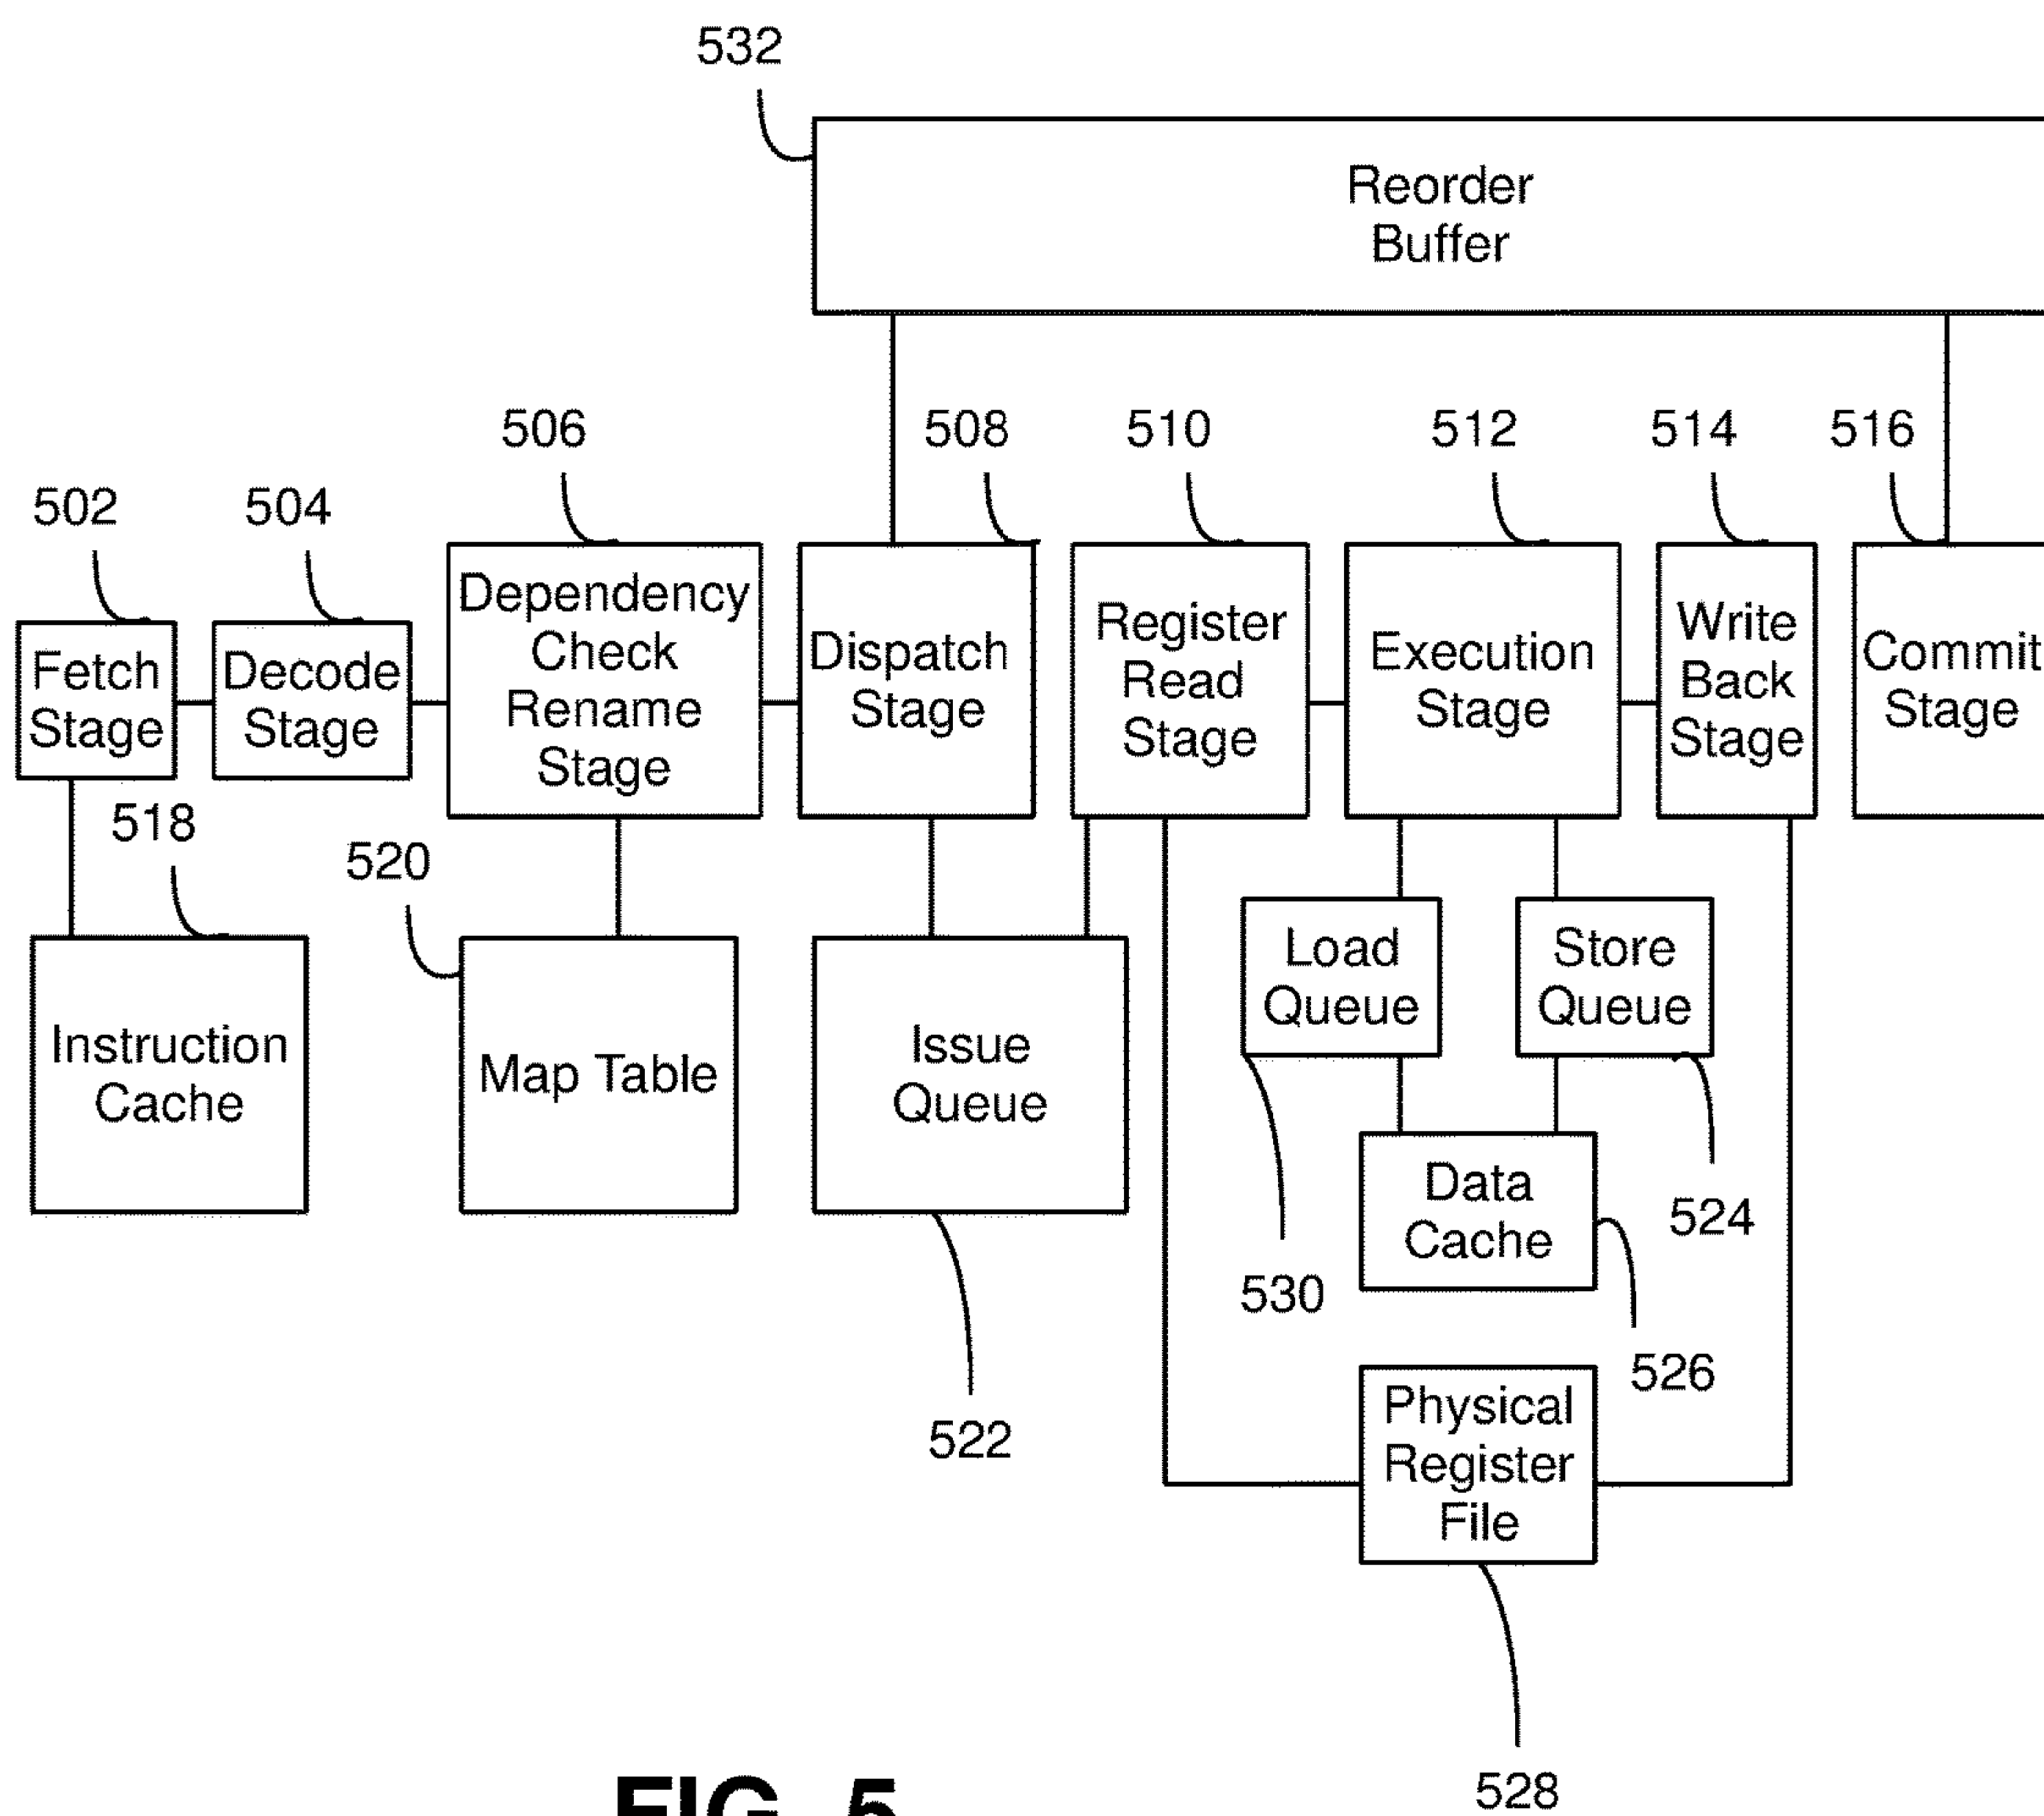 532
Reorder
Buffer
506
508
510
512
514
516
502
504
Dependency
Check
Rename
Stage
Dispatch
Stage
Register
Read
Stage
Execution
Stage
Write
Back
Stage
Commit
Stage
Fetch
Stage
Decode
Stage
518
520
Instruction
Cache
Map Table
Issue
Queue
Load
Queue
Store
Queue
Data
Cache
524
530
526
522
Physical
Register
File
528
FIG. 5